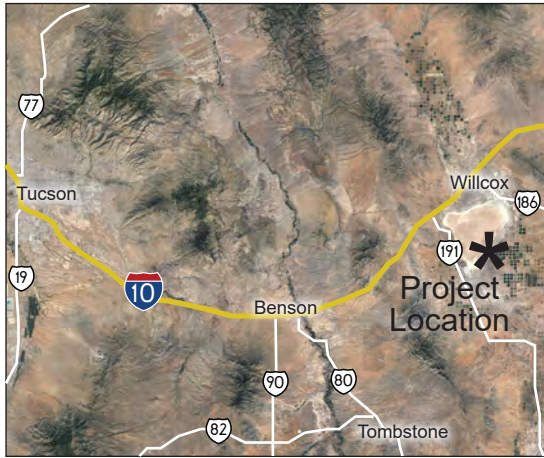 77
Tucson
Willcox
186
191
*
19
10
Project
Location
Benson
90
80
82
Tombstone